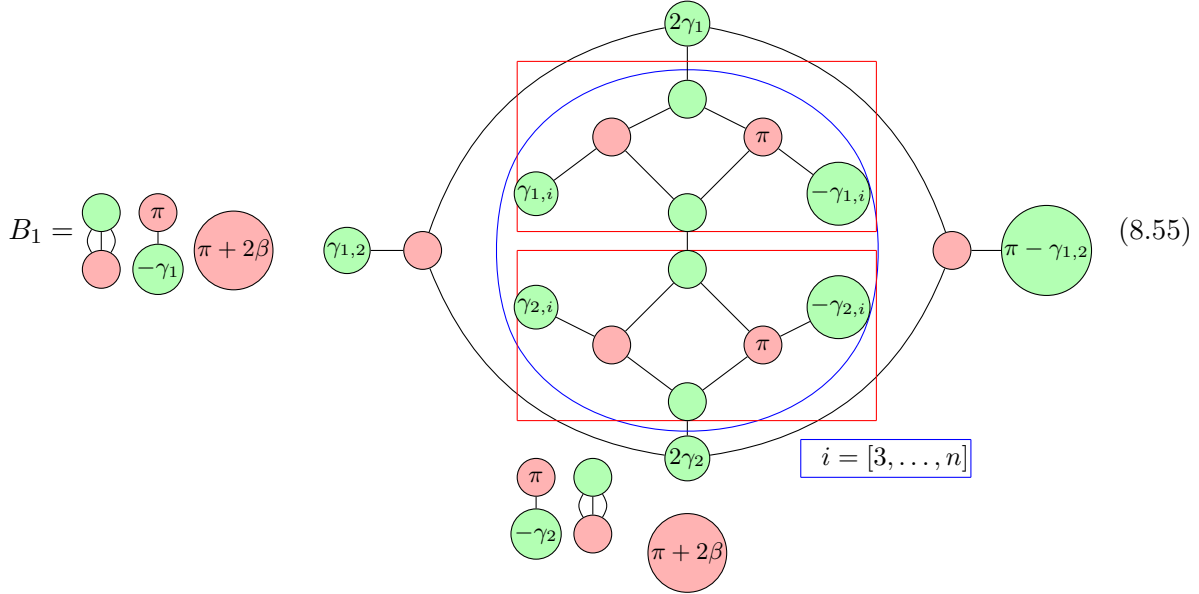 2γ₁
π
γ₁,ᵢ
−γ₁,ᵢ
B₁ =
π
−γ₁
π + 2β
γ₁,₂
π − γ₁,₂
(8.55)
γ₂,ᵢ
−γ₂,ᵢ
π
2γ₂
i = [3, . . . , n]
π
−γ₂
π + 2β